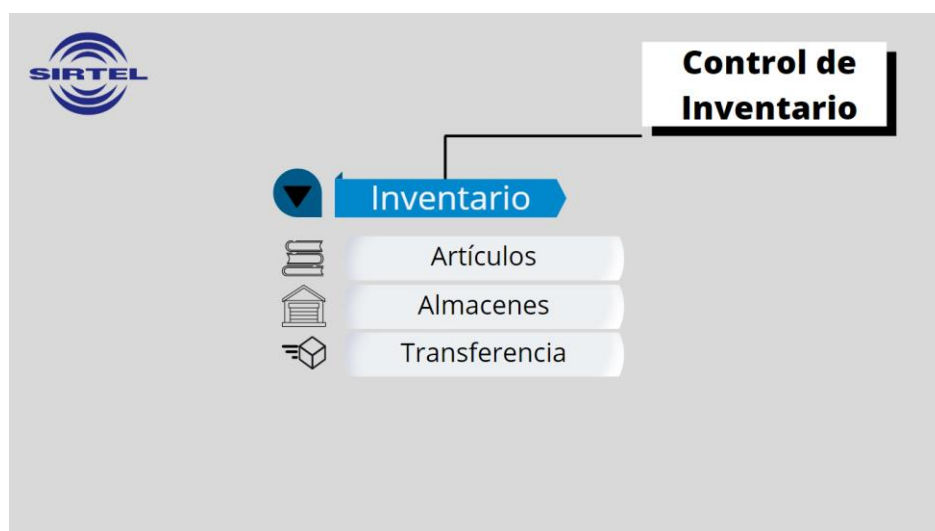 SIRTEL
Control de
Inventario
Inventario
Artículos
Almacenes
Transferencia